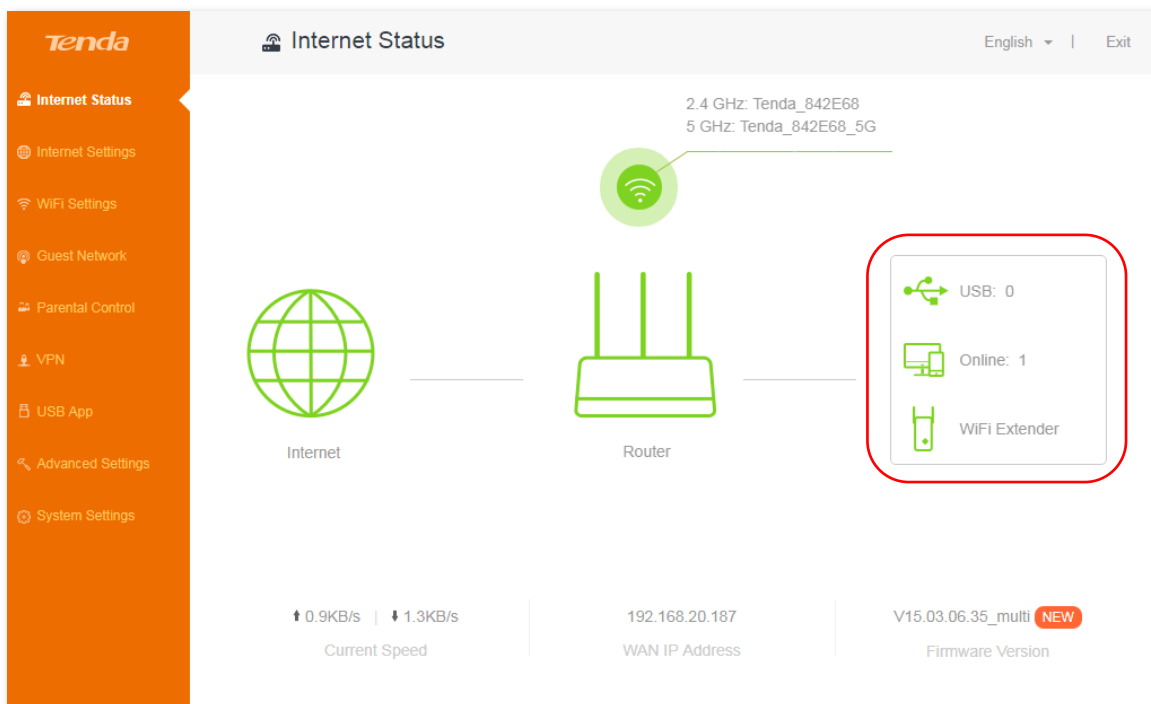 Tenda
Internet Status
English
Exit
Internet Status
Internet Settings
WiFi Settings
Guest Network
Parental Control
VPN
USB App
Advanced Settings
System Settings
2.4 GHz: Tenda_842E68
5 GHz: Tenda_842E68_5G
USB: 0
Online: 1
WiFi Extender
Internet
Router
0.9KB/s | 1.3KB/s
Current Speed
192.168.20.187
WAN IP Address
V15.03.06.35_multi NEW
Firmware Version